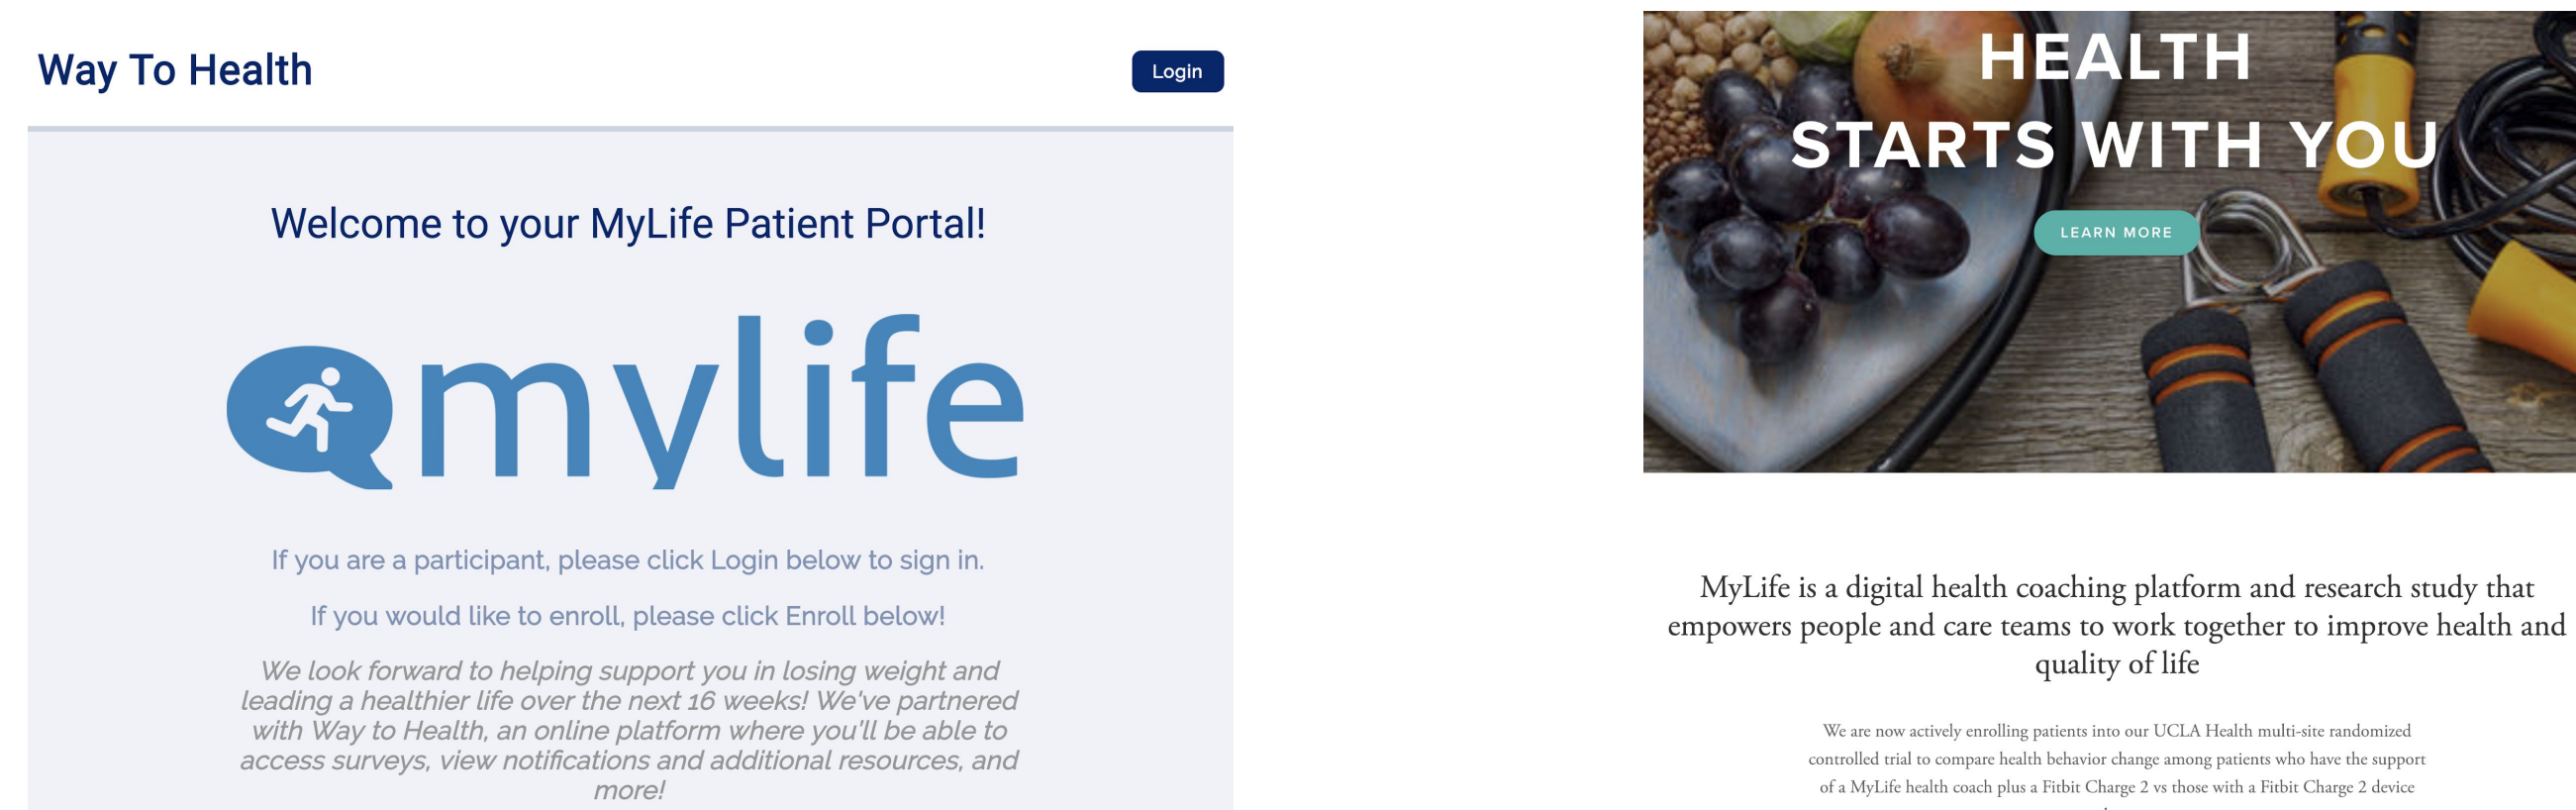 Way To Health
Login
Welcome to your MyLife Patient Portal!
mylife
If you are a participant, please click Login below to sign in.
If you would like to enroll, please click Enroll below!
We look forward to helping support you in losing weight and
leading a healthier life over the next 16 weeks! We've partnered
with Way to Health, an online platform where you'll be able to
access surveys, view notifications and additional resources, and
more!
HEALTH
STARTS WITH YOU
LEARN MORE
MyLife is a digital health coaching platform and research study that
empowers people and care teams to work together to improve health and
quality of life
We are now actively enrolling patients into our UCLA Health multi-site randomized
controlled trial to compare health behavior change among patients who have the support
of a MyLife health coach plus a Fitbit Charge 2 vs those with a Fitbit Charge 2 device